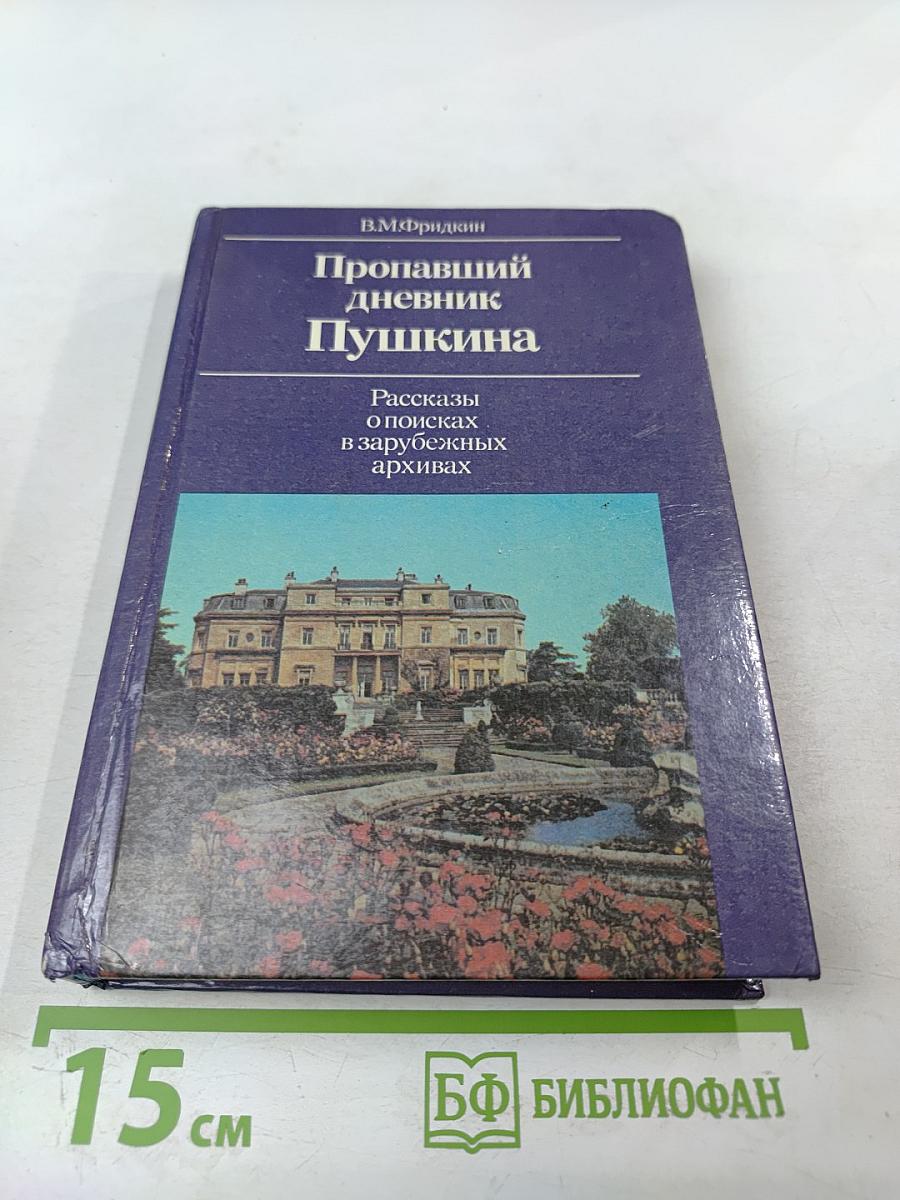 В.М.Фридкин
Пропавший
дневник
Пушкина
Рассказы
о поисках
в зарубежных
архивах
15 см
БФ БИБЛИОФАН